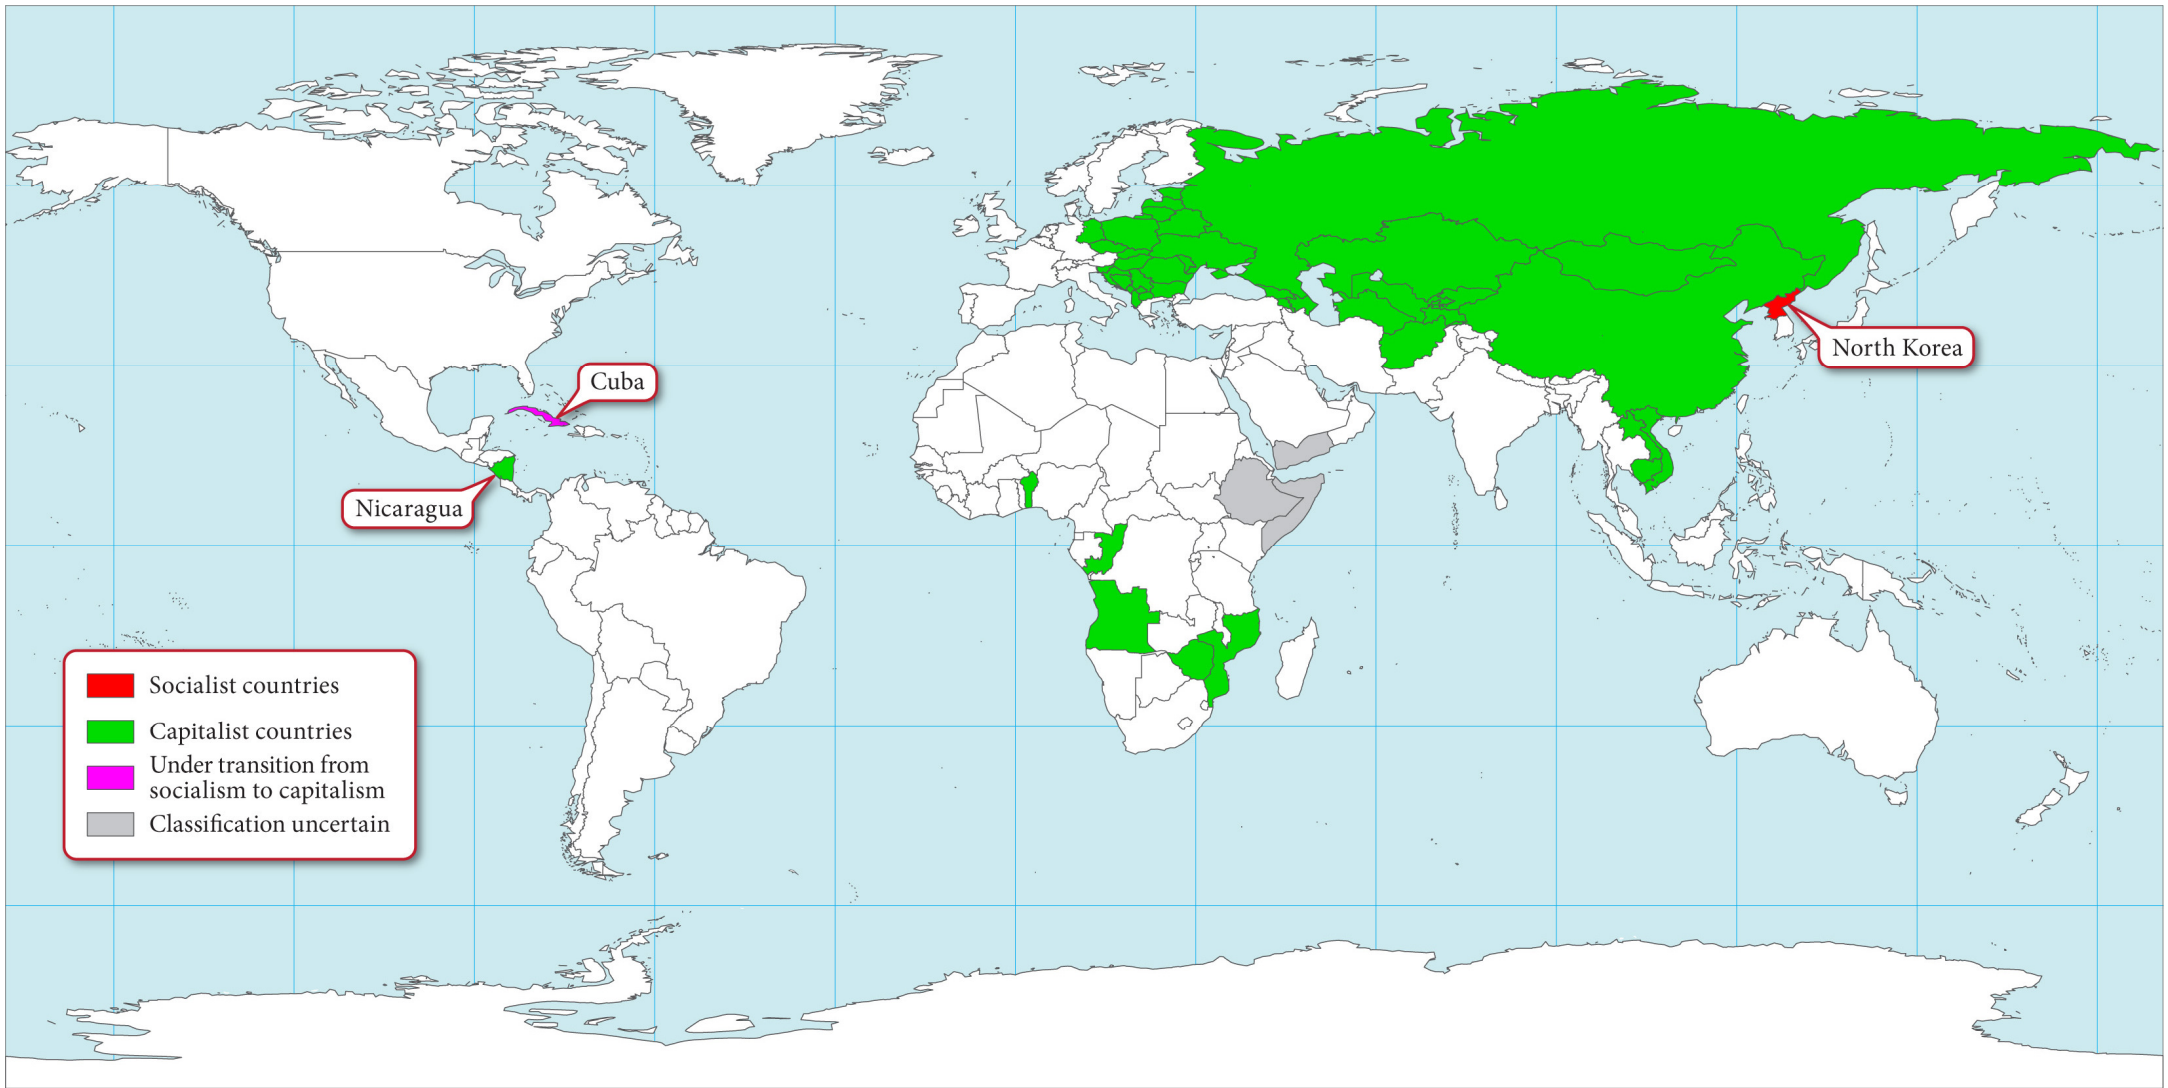 Cuba
North Korea
Nicaragua
Socialist countries
Capitalist countries
Under transition from
socialism to capitalism
Classification uncertain